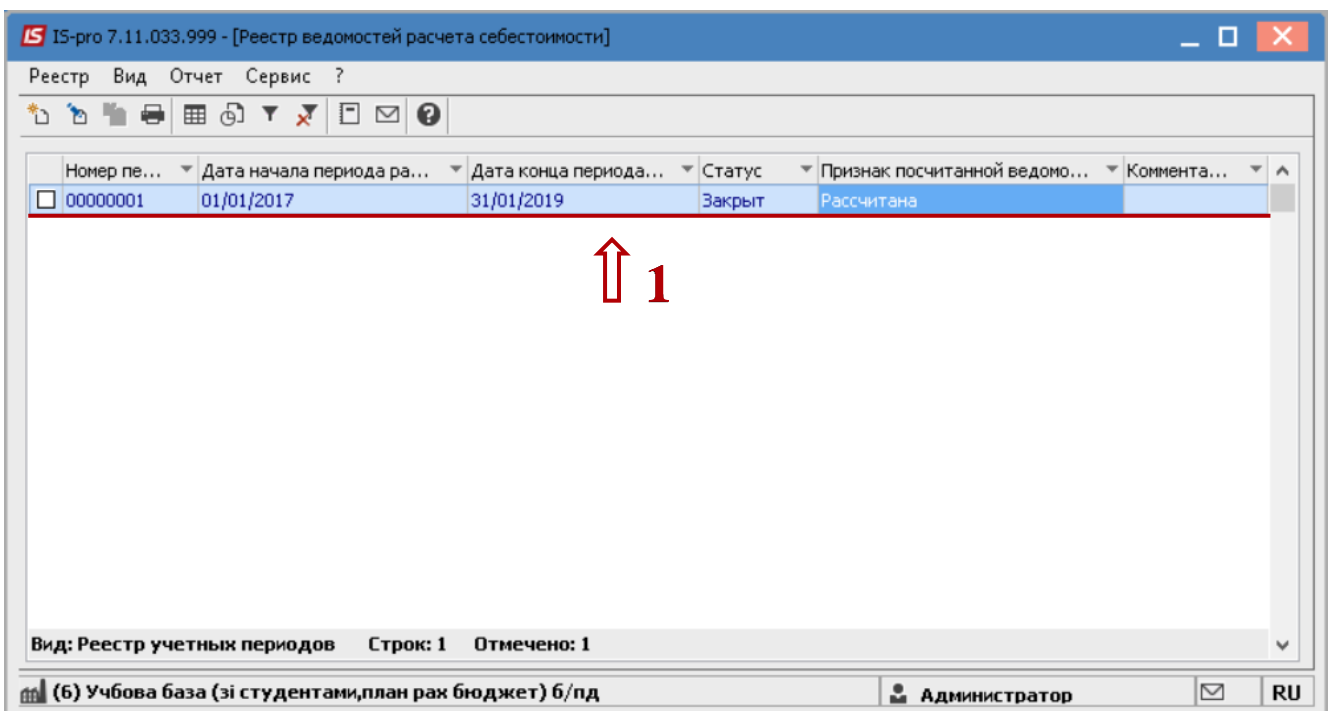 IS-pro 7.11.033.999 - [Реестр ведомостей расчета себестоимости]
Реестр Вид Отчет Сервис ?
Номер пе... Дата начала периода ра... Дата конца периода... Статус Признак посчитанной ведомо... Коммента...
00000001 01/01/2017 31/01/2019 Закрыт Рассчитана
1
Вид: Реестр учетных периодов Строк: 1 Отмечено: 1
(6) Учбова база (зі студентами,план рах бюджет) б/пд Администратор RU